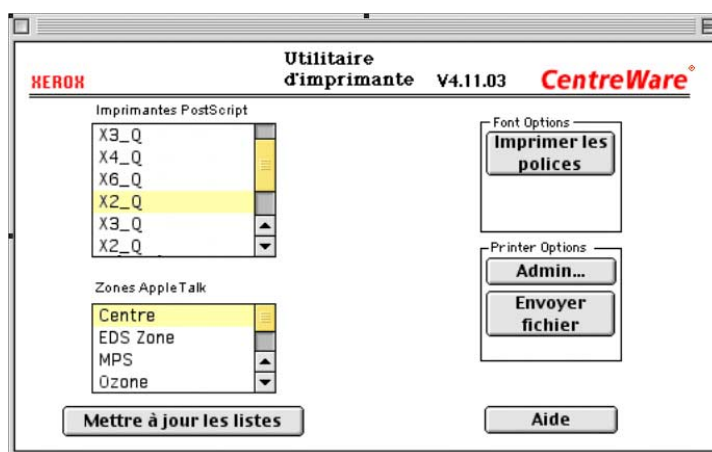 XEROX
Utilitaire
d'imprimante
V4.11.03
CentreWare
Imprimantes PostScript
X3_Q
X4_Q
X6_Q
X2_Q
X3_Q
X2_Q
Font Options
Imprimer les
polices
Printer Options
Admin...
Envoyer
fichier
Zones AppleTalk
Centre
EDS Zone
MPS
Ozone
Mettre à jour les listes
Aide